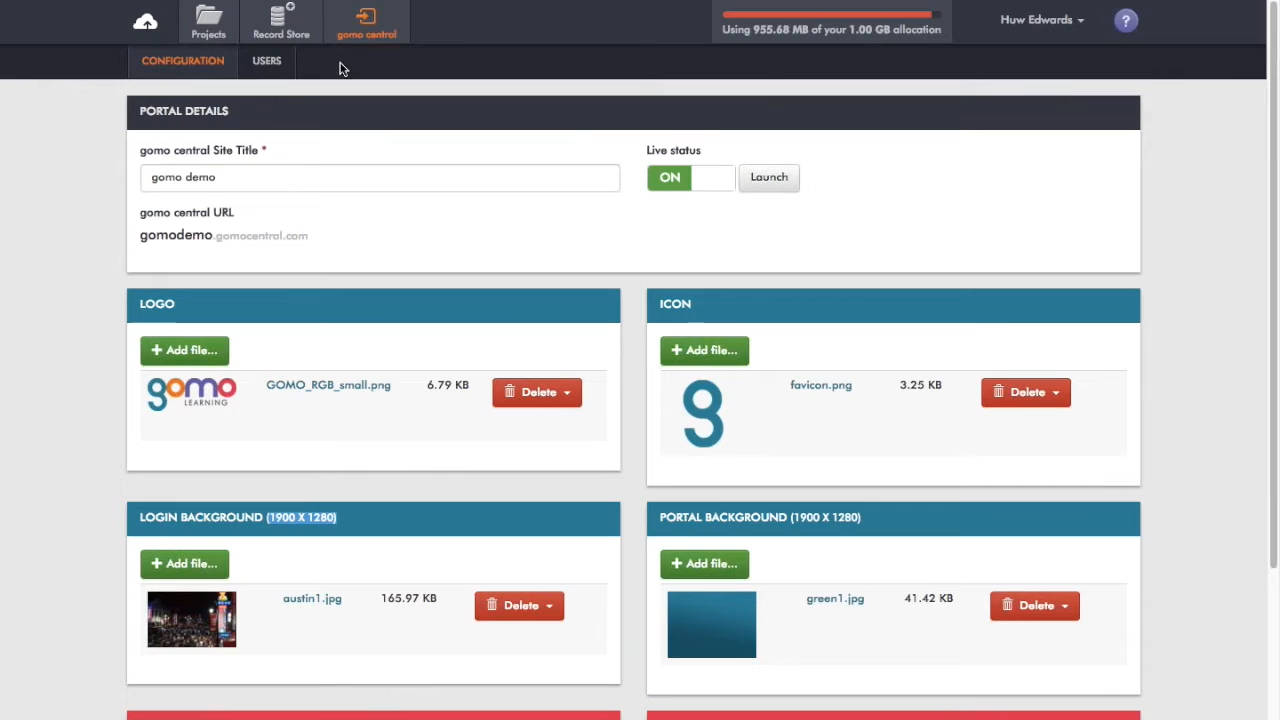 Projects
Record Store
gomo central
Using 955.68 MB of your 1.00 GB allocation
Huw Edwards
?
CONFIGURATION
USERS
PORTAL DETAILS
gomo central Site Title *
gomo demo
Live status
ON
Launch
gomo central URL
gomodemo.gomocentral.com
LOGO
+ Add file...
gomo
LEARNING
GOMO_RGB_small.png
6.79 KB
Delete
ICON
+ Add file...
g
favicon.png
3.25 KB
Delete
LOGIN BACKGROUND (1900 X 1280)
+ Add file...
austin1.jpg
165.97 KB
Delete
PORTAL BACKGROUND (1900 X 1280)
+ Add file...
green1.jpg
41.42 KB
Delete